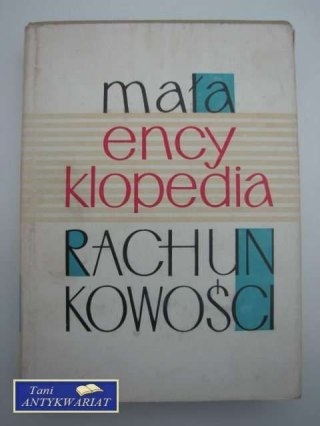 mała
ency
klopedia
RACHUN
KOWOŚCI
Tani
ANTYKWARIAT